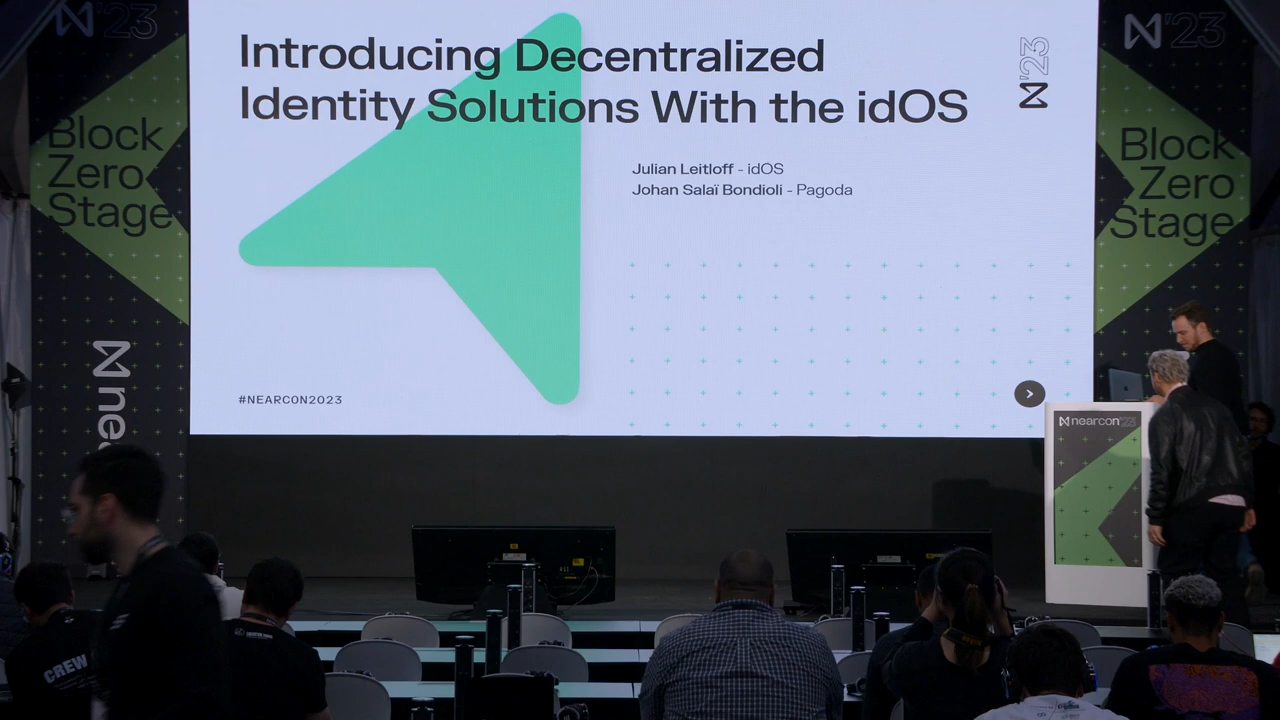 '23
Block
Zero
Stage
nea
Introducing Decentralized
Identity Solutions With the idOS
Julian Leitloff - idOS
Johan Salaï Bondioli - Pagoda
#NEARCON2023
'23
'23
Block
Zero
Stage
nearcon'23
CREW